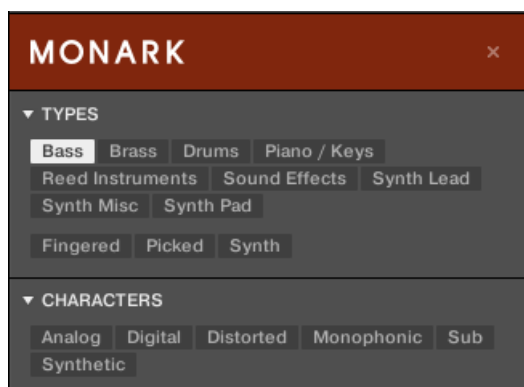 MONARK ×
▼ TYPES
Bass Brass Drums Piano / Keys
Reed Instruments Sound Effects Synth Lead
Synth Misc Synth Pad
Fingered Picked Synth
▼ CHARACTERS
Analog Digital Distorted Monophonic Sub
Synthetic